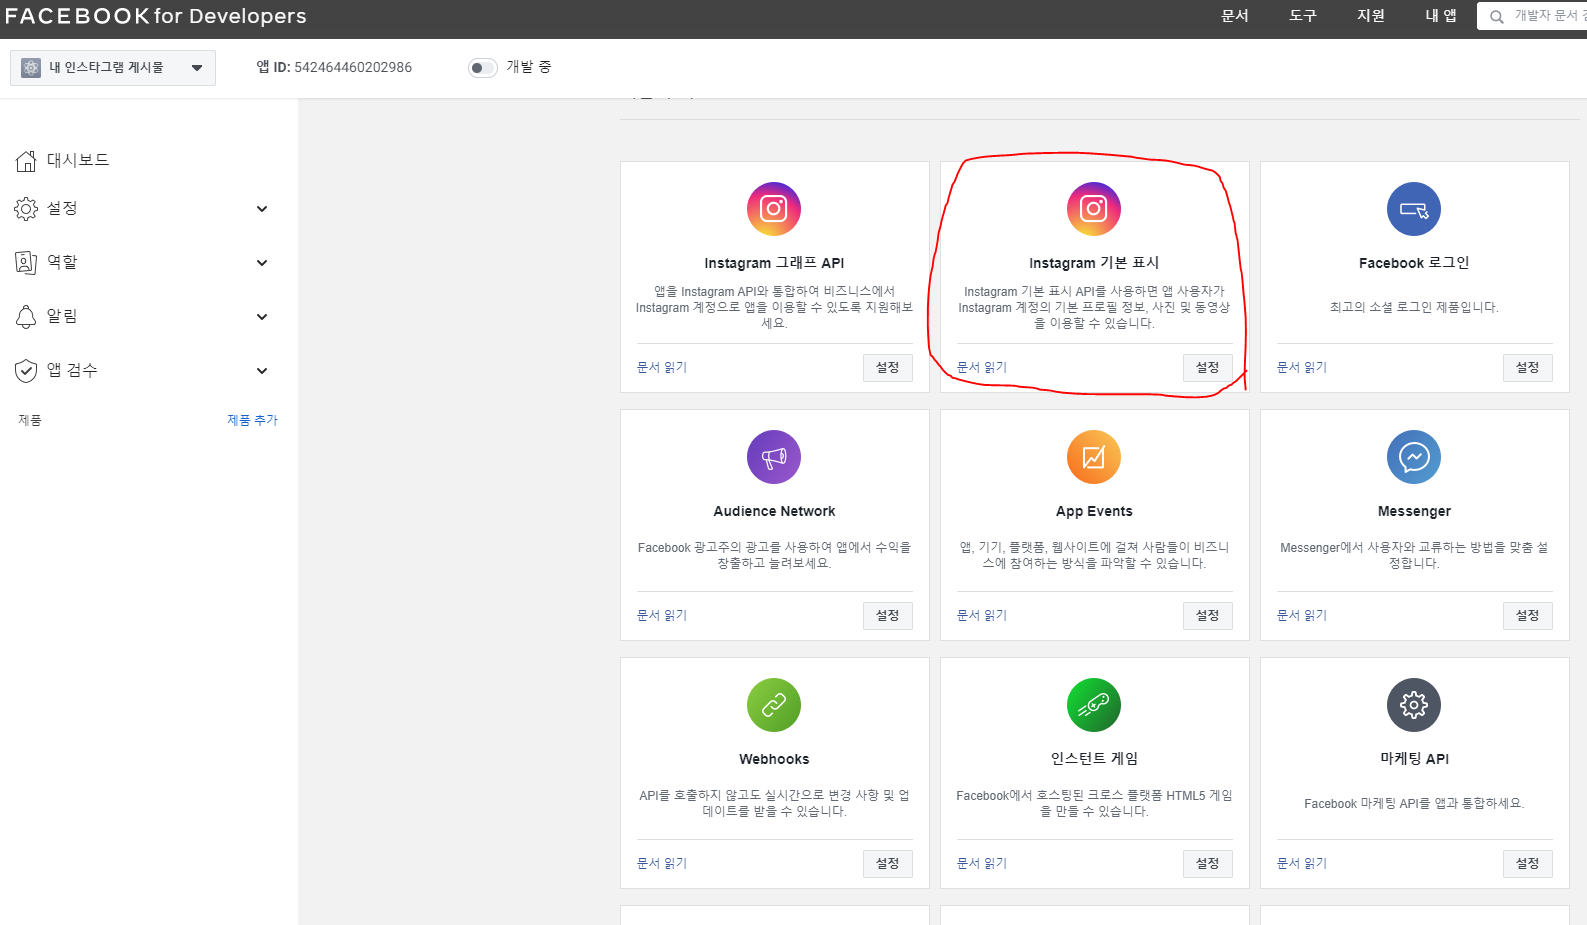 FACEBOOK for Developers
문서 도구 지원 내 앱 개발자 문서
내 인스타그램 게시물 앱 ID: 542464460202986 개발 중
대시보드
설정
역할
알림
앱 검수
제품 제품 추가
Instagram 그래프 API
앱을 Instagram API와 통합하여 비즈니스에서
Instagram 계정으로 앱을 이용할 수 있도록 지원해보
세요.
문서 읽기 설정
Instagram 기본 표시
Instagram 기본 표시 API를 사용하면 앱 사용자가
Instagram 계정의 기본 프로필 정보, 사진 및 동영상
을 이용할 수 있습니다.
문서 읽기 설정
Facebook 로그인
최고의 소셜 로그인 제품입니다.
문서 읽기 설정
Audience Network
Facebook 광고주의 광고를 사용하여 앱에서 수익을
창출하고 늘려보세요.
문서 읽기 설정
App Events
앱, 기기, 플랫폼, 웹사이트에 걸쳐 사람들이 비즈니
스에 참여하는 방식을 파악할 수 있습니다.
문서 읽기 설정
Messenger
Messenger에서 사용자와 교류하는 방법을 맞춤 설
정합니다.
문서 읽기 설정
Webhooks
API를 호출하지 않고도 실시간으로 변경 사항 및 업
데이트를 받을 수 있습니다.
문서 읽기 설정
인스턴트 게임
Facebook에서 호스팅된 크로스 플랫폼 HTML5 게임
을 만들 수 있습니다.
문서 읽기 설정
마케팅 API
Facebook 마케팅 API를 앱과 통합하세요.
문서 읽기 설정